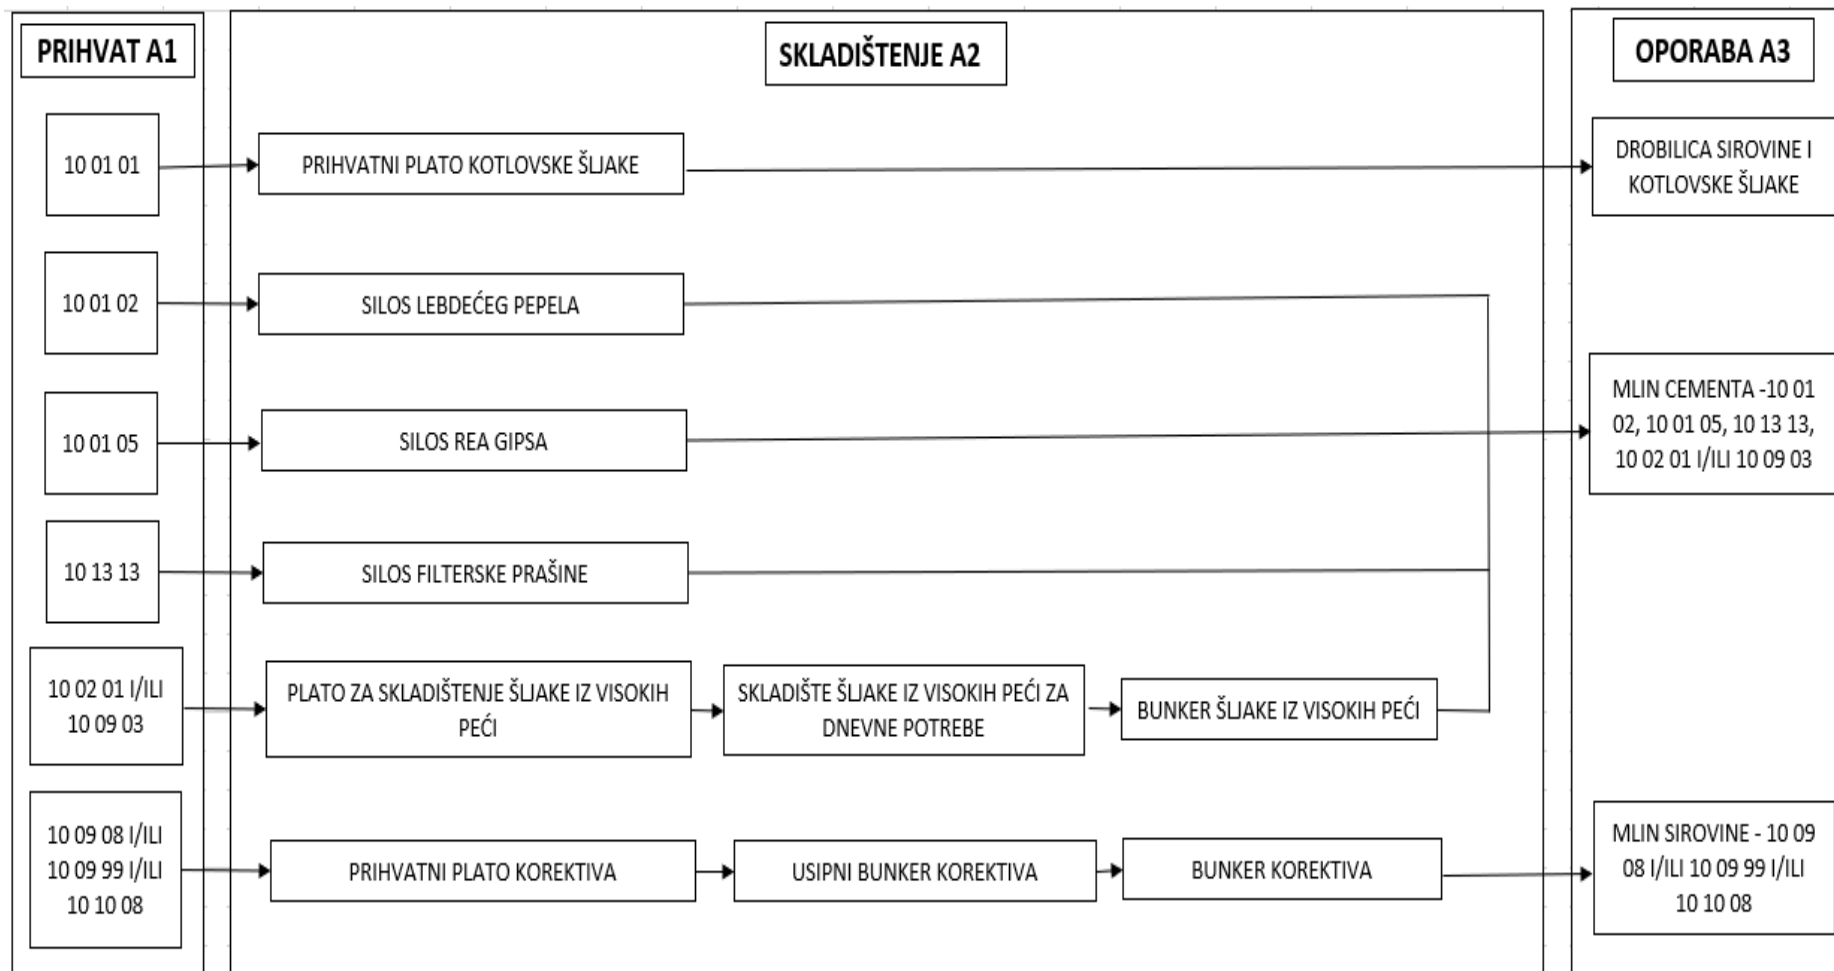 PRIHVAT A1
SKLADIŠTENJE A2
OPORABA A3
10 01 01
PRIHVATNI PLATO KOTLOVSKE ŠLJAKE
DROBILICA SIROVINE I
KOTLOVSKE ŠLJAKE
10 01 02
SILOS LEBDEĆEG PEPELA
10 01 05
SILOS REA GIPSA
MLIN CEMENTA -10 01
02, 10 01 05, 10 13 13,
10 02 01 I/ILI 10 09 03
10 13 13
SILOS FILTERSKE PRAŠINE
10 02 01 I/ILI
10 09 03
PLATO ZA SKLADIŠTENJE ŠLJAKE IZ VISOKIH
PEĆI
SKLADIŠTE ŠLJAKE IZ VISOKIH PEĆI ZA
DNEVNE POTREBE
BUNKER ŠLJAKE IZ VISOKIH PEĆI
10 09 08 I/ILI
10 09 99 I/ILI
10 10 08
PRIHVATNI PLATO KOREKTIVA
USIPNI BUNKER KOREKTIVA
BUNKER KOREKTIVA
MLIN SIROVINE - 10 09
08 I/ILI 10 09 99 I/ILI
10 10 08